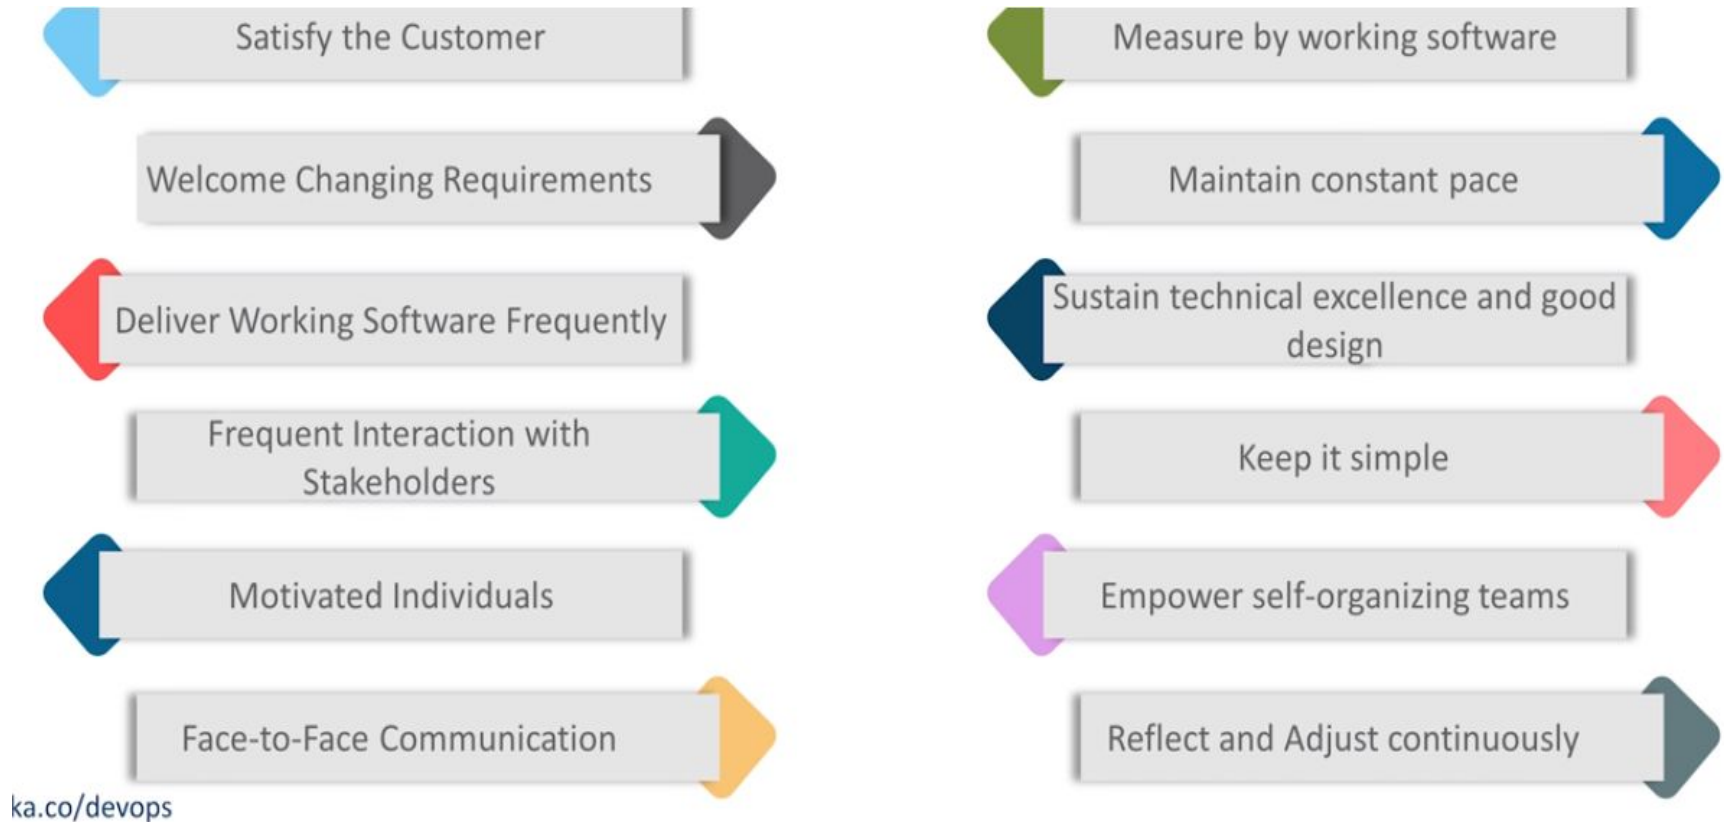 Satisfy the Customer
Welcome Changing Requirements
Deliver Working Software Frequently
Frequent Interaction with
Stakeholders
Motivated Individuals
Face-to-Face Communication
Measure by working software
Maintain constant pace
Sustain technical excellence and good
design
Keep it simple
Empower self-organizing teams
Reflect and Adjust continuously
ka.co/devops